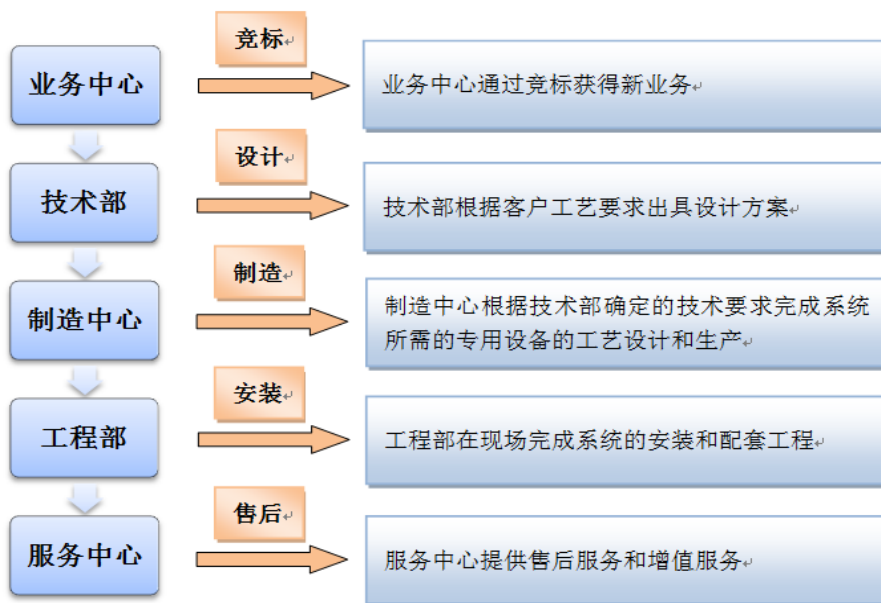 竞标
业务中心
业务中心通过竞标获得新业务
设计
技术部
技术部根据客户工艺要求出具设计方案
制造
制造中心
制造中心根据技术部确定的技术要求完成系统
所需的专用设备的工艺设计和生产
安装
工程部
工程部在现场完成系统的安装和配套工程
售后
服务中心
服务中心提供售后服务和增值服务